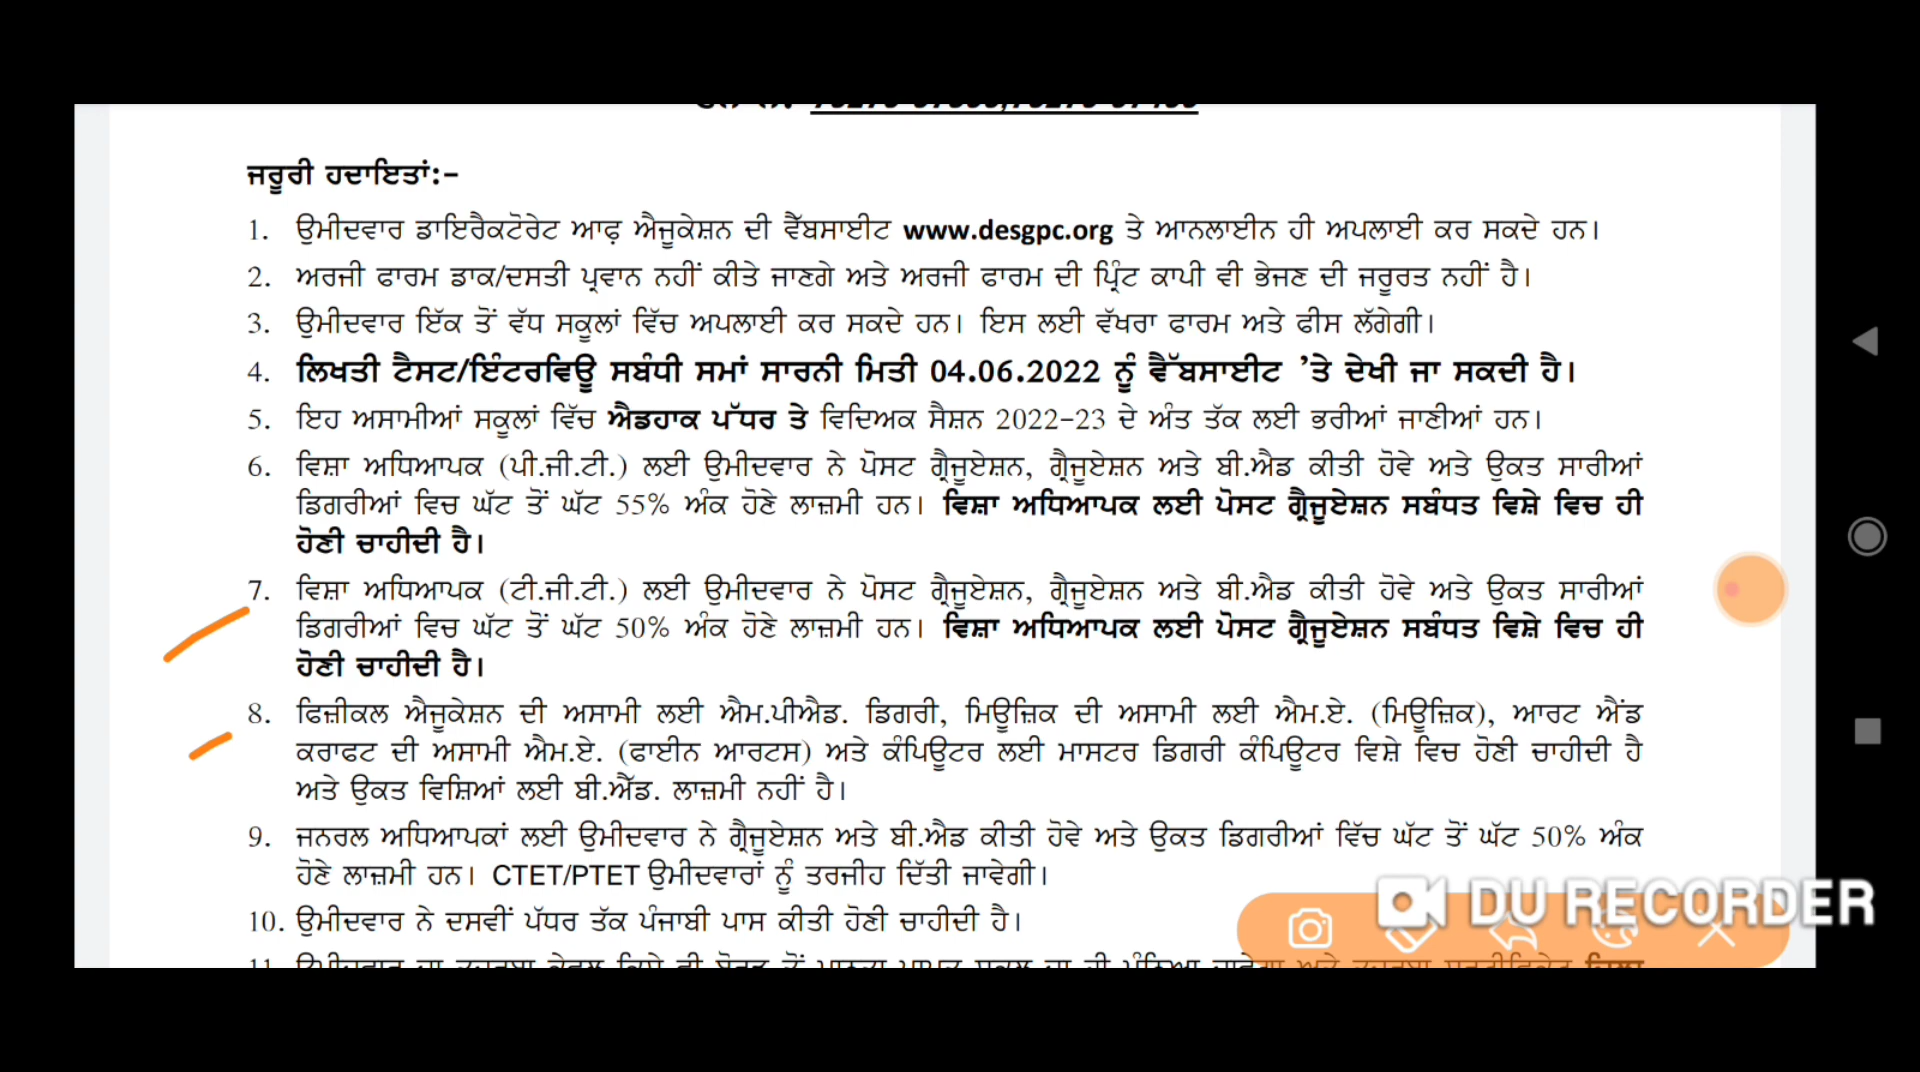 ਜਰੂਰੀ ਹਦਾਇਤਾਂ:-
1. ਉਮੀਦਵਾਰ ਡਾਇਰੈਕਟੋਰੇਟ ਆਫ਼ ਐਜੂਕੇਸ਼ਨ ਦੀ ਵੈੱਬਸਾਈਟ www.desgpc.org ਤੇ ਆਨਲਾਈਨ ਹੀ ਅਪਲਾਈ ਕਰ ਸਕਦੇ ਹਨ।
2. ਅਰਜੀ ਫਾਰਮ ਡਾਕ/ਦਸਤੀ ਪ੍ਰਵਾਨ ਨਹੀਂ ਕੀਤੇ ਜਾਣਗੇ ਅਤੇ ਅਰਜੀ ਫਾਰਮ ਦੀ ਪ੍ਰਿੰਟ ਕਾਪੀ ਵੀ ਭੇਜਣ ਦੀ ਜਰੂਰਤ ਨਹੀਂ ਹੈ।
3. ਉਮੀਦਵਾਰ ਇੱਕ ਤੋਂ ਵੱਧ ਸਕੂਲਾਂ ਵਿੱਚ ਅਪਲਾਈ ਕਰ ਸਕਦੇ ਹਨ। ਇਸ ਲਈ ਵੱਖਰਾ ਫਾਰਮ ਅਤੇ ਫੀਸ ਲੱਗੇਗੀ।
4. ਲਿਖਤੀ ਟੈਸਟ/ਇੰਟਰਵਿਊ ਸਬੰਧੀ ਸਮਾਂ ਸਾਰਨੀ ਮਿਤੀ 04.06.2022 ਨੂੰ ਵੈੱਬਸਾਈਟ 'ਤੇ ਦੇਖੀ ਜਾ ਸਕਦੀ ਹੈ।
5. ਇਹ ਅਸਾਮੀਆਂ ਸਕੂਲਾਂ ਵਿੱਚ ਐਡਹਾਕ ਪੱਧਰ ਤੇ ਵਿਦਿਅਕ ਸੈਸ਼ਨ 2022-23 ਦੇ ਅੰਤ ਤੱਕ ਲਈ ਭਰੀਆਂ ਜਾਣੀਆਂ ਹਨ।
6. ਵਿਸ਼ਾ ਅਧਿਆਪਕ (ਪੀ.ਜੀ.ਟੀ.) ਲਈ ਉਮੀਦਵਾਰ ਨੇ ਪੋਸਟ ਗ੍ਰੈਜੂਏਸ਼ਨ, ਗ੍ਰੈਜੂਏਸ਼ਨ ਅਤੇ ਬੀ.ਐਡ ਕੀਤੀ ਹੋਵੇ ਅਤੇ ਉਕਤ ਸਾਰੀਆਂ
ਡਿਗਰੀਆਂ ਵਿਚ ਘੱਟ ਤੋਂ ਘੱਟ 55% ਅੰਕ ਹੋਣੇ ਲਾਜ਼ਮੀ ਹਨ। ਵਿਸ਼ਾ ਅਧਿਆਪਕ ਲਈ ਪੋਸਟ ਗ੍ਰੈਜੂਏਸ਼ਨ ਸਬੰਧਤ ਵਿਸ਼ੇ ਵਿਚ ਹੀ
ਹੋਣੀ ਚਾਹੀਦੀ ਹੈ।
7. ਵਿਸ਼ਾ ਅਧਿਆਪਕ (ਟੀ.ਜੀ.ਟੀ.) ਲਈ ਉਮੀਦਵਾਰ ਨੇ ਪੋਸਟ ਗ੍ਰੈਜੂਏਸ਼ਨ, ਗ੍ਰੈਜੂਏਸ਼ਨ ਅਤੇ ਬੀ.ਐਡ ਕੀਤੀ ਹੋਵੇ ਅਤੇ ਉਕਤ ਸਾਰੀਆਂ
ਡਿਗਰੀਆਂ ਵਿਚ ਘੱਟ ਤੋਂ ਘੱਟ 50% ਅੰਕ ਹੋਣੇ ਲਾਜ਼ਮੀ ਹਨ। ਵਿਸ਼ਾ ਅਧਿਆਪਕ ਲਈ ਪੋਸਟ ਗ੍ਰੈਜੂਏਸ਼ਨ ਸਬੰਧਤ ਵਿਸ਼ੇ ਵਿਚ ਹੀ
ਹੋਣੀ ਚਾਹੀਦੀ ਹੈ।
8. ਫਿਜ਼ੀਕਲ ਐਜੂਕੇਸ਼ਨ ਦੀ ਅਸਾਮੀ ਲਈ ਐਮ.ਪੀਐਡ. ਡਿਗਰੀ, ਮਿਊਜ਼ਿਕ ਦੀ ਅਸਾਮੀ ਲਈ ਐਮ.ਏ. (ਮਿਊਜ਼ਿਕ), ਆਰਟ ਐਂਡ
ਕਰਾਫਟ ਦੀ ਅਸਾਮੀ ਐਮ.ਏ. (ਫਾਈਨ ਆਰਟਸ) ਅਤੇ ਕੰਪਿਊਟਰ ਲਈ ਮਾਸਟਰ ਡਿਗਰੀ ਕੰਪਿਊਟਰ ਵਿਸ਼ੇ ਵਿਚ ਹੋਣੀ ਚਾਹੀਦੀ ਹੈ
ਅਤੇ ਉਕਤ ਵਿਸ਼ਿਆਂ ਲਈ ਬੀ.ਐੱਡ. ਲਾਜ਼ਮੀ ਨਹੀਂ ਹੈ।
9. ਜਨਰਲ ਅਧਿਆਪਕਾਂ ਲਈ ਉਮੀਦਵਾਰ ਨੇ ਗ੍ਰੈਜੂਏਸ਼ਨ ਅਤੇ ਬੀ.ਐਡ ਕੀਤੀ ਹੋਵੇ ਅਤੇ ਉਕਤ ਡਿਗਰੀਆਂ ਵਿੱਚ ਘੱਟ ਤੋਂ ਘੱਟ 50% ਅੰਕ
ਹੋਣੇ ਲਾਜ਼ਮੀ ਹਨ। CTET/PTET ਉਮੀਦਵਾਰਾਂ ਨੂੰ ਤਰਜੀਹ ਦਿੱਤੀ ਜਾਵੇਗੀ।
10. ਉਮੀਦਵਾਰ ਨੇ ਦਸਵੀਂ ਪੱਧਰ ਤੱਕ ਪੰਜਾਬੀ ਪਾਸ ਕੀਤੀ ਹੋਣੀ ਚਾਹੀਦੀ ਹੈ।
DU RECORDER